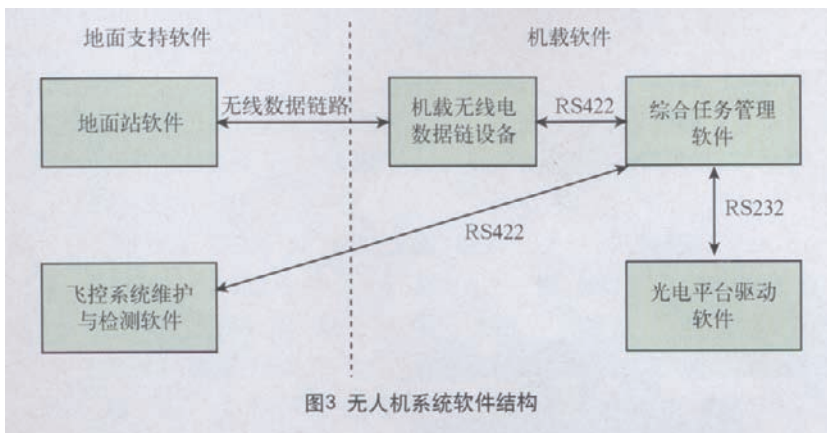 地面支持软件
机载软件
地面站软件
无线数据链路
机载无线电
数据链设备
RS422
综合任务管理
软件
RS422
RS232
飞控系统维护
与检测软件
光电平台驱动
软件
图3 无人机系统软件结构